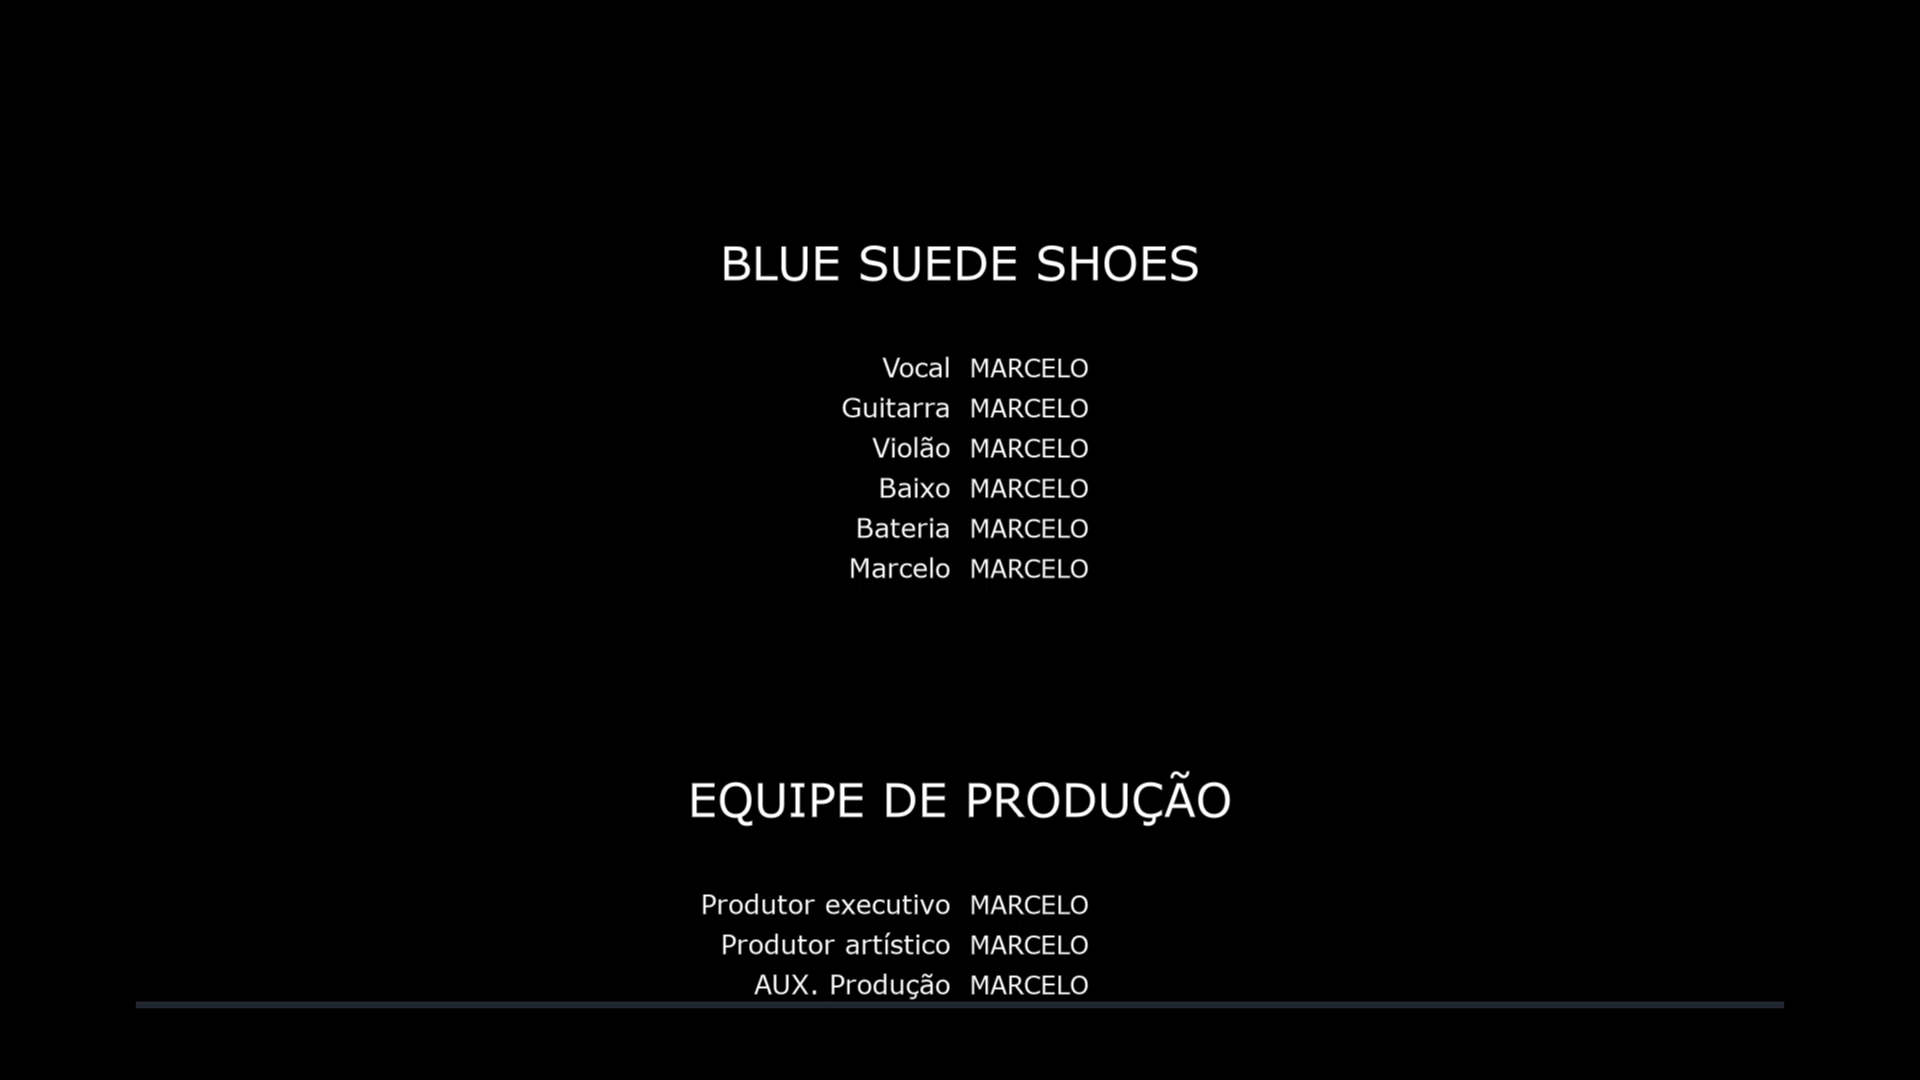 BLUE SUEDE SHOES
Vocal MARCELO
Guitarra MARCELO
Violão MARCELO
Baixo MARCELO
Bateria MARCELO
Marcelo MARCELO
EQUIPE DE PRODUÇÃO
Produtor executivo MARCELO
Produtor artístico MARCELO
AUX. Produção MARCELO